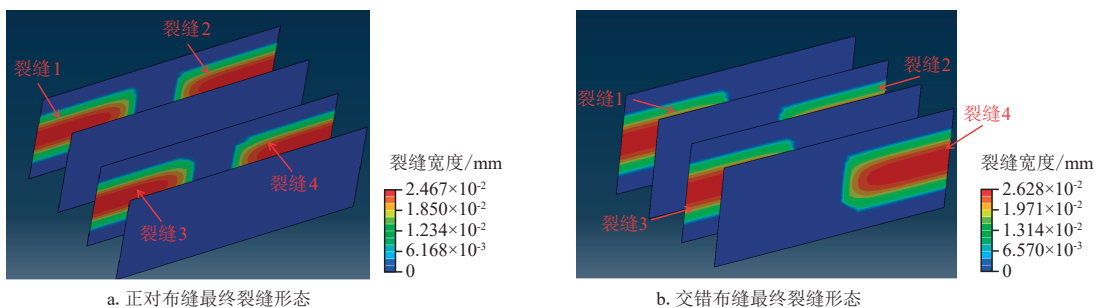 裂缝2
裂缝1
裂缝4
裂缝3
裂缝宽度/mm
2.467×10⁻²
1.850×10⁻²
1.234×10⁻²
6.168×10⁻³
0
a. 正对布缝最终裂缝形态
裂缝2
裂缝1
裂缝4
裂缝3
裂缝宽度/mm
2.628×10⁻²
1.971×10⁻²
1.314×10⁻²
6.570×10⁻³
0
b. 交错布缝最终裂缝形态